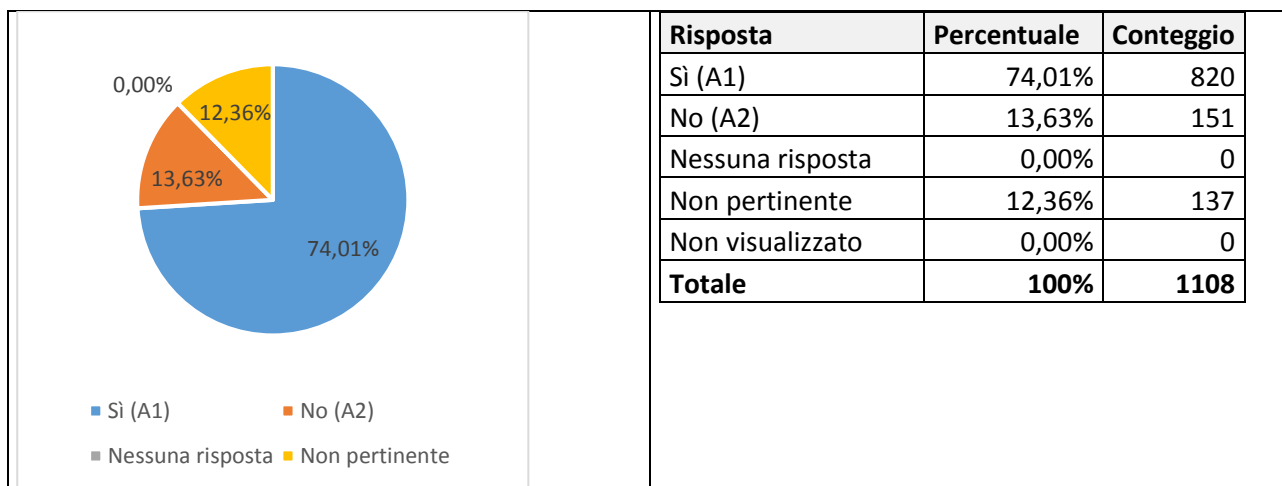 0,00%
12,36%
13,63%
74,01%
Sì (A1) No (A2)
Nessuna risposta Non pertinente
Risposta Percentuale Conteggio
Sì (A1) 74,01% 820
No (A2) 13,63% 151
Nessuna risposta 0,00% 0
Non pertinente 12,36% 137
Non visualizzato 0,00% 0
Totale 100% 1108